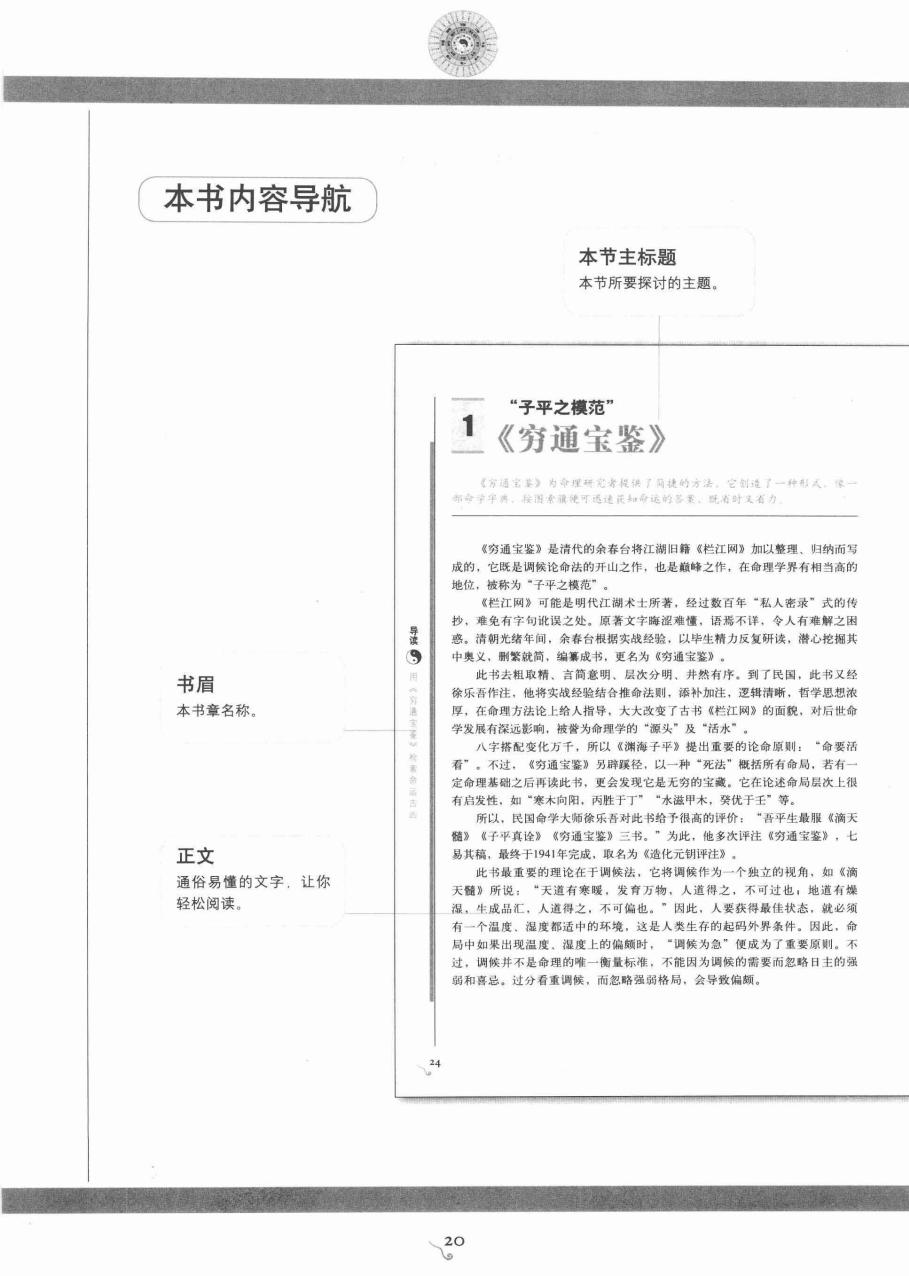 本书内容导航
本节主标题
本节所要探讨的主题。
1
“子平之模范”
《穷通宝鉴》
《穷通宝鉴》为命理研究者提供了简捷的方法。它创造了一种形式，像一
部命学字典，按图索骥便可迅速获知命运的答案，既省时又省力。
《穷通宝鉴》是清代的余春台将江湖旧籍《栏江网》加以整理、归纳而写
成的，它既是调候论命法的开山之作，也是巅峰之作，在命理学界有相当高的
地位，被称为“子平之模范”。
《栏江网》可能是明代江湖术士所著，经过数百年“私人密录”式的传
抄，难免有字句讹误之处。原著文字晦涩难懂，语焉不详，令人有难解之困
惑。清朝光绪年间，余春台根据实战经验，以毕生精力反复研读，潜心挖掘其
中奥义，删繁就简，编纂成书，更名为《穷通宝鉴》。
此书去粗取精、言简意明、层次分明、井然有序。到了民国，此书又经
徐乐吾作注，他将实战经验结合推命法则，添补加注，逻辑清晰，哲学思想浓
厚，在命理方法论上给人指导，大大改变了古书《栏江网》的面貌，对后世命
学发展有深远影响，被誉为命理学的“源头”及“活水”。
八字搭配变化万千，所以《渊海子平》提出重要的论命原则：“命要活
看”。不过，《穷通宝鉴》另辟蹊径，以一种“死法”概括所有命局，若有一
定命理基础之后再读此书，更会发现它是无穷的宝藏。它在论述命局层次上很
有启发性，如“寒木向阳，丙胜于丁”“水滋甲木，癸优于壬”等。
所以，民国命学大师徐乐吾对此书给予很高的评价：“吾平生最服《滴天
髓》《子平真诠》《穷通宝鉴》三书。”为此，他多次评注《穷通宝鉴》，七
易其稿，最终于1941年完成，取名为《造化元钥评注》。
此书最重要的理论在于调候法，它将调候作为一个独立的视角，如《滴
天髓》所说：“天道有寒暖，发育万物，人道得之，不可过也；地道有燥
湿，生成品汇，人道得之，不可偏也。”因此，人要获得最佳状态，就必须
有一个温度、湿度都适中的环境，这是人类生存的起码外界条件。因此，命
局中如果出现温度、湿度上的偏颇时，“调候为急”便成为了重要原则。不
过，调候并不是命理的唯一衡量标准，不能因为调候的需要而忽略日主的强
弱和喜忌。过分看重调候，而忽略强弱格局，会导致偏颇。
导读
用《穷通宝鉴》检索命运吉凶
24
书眉
本书章名称。
正文
通俗易懂的文字，让你
轻松阅读。
20